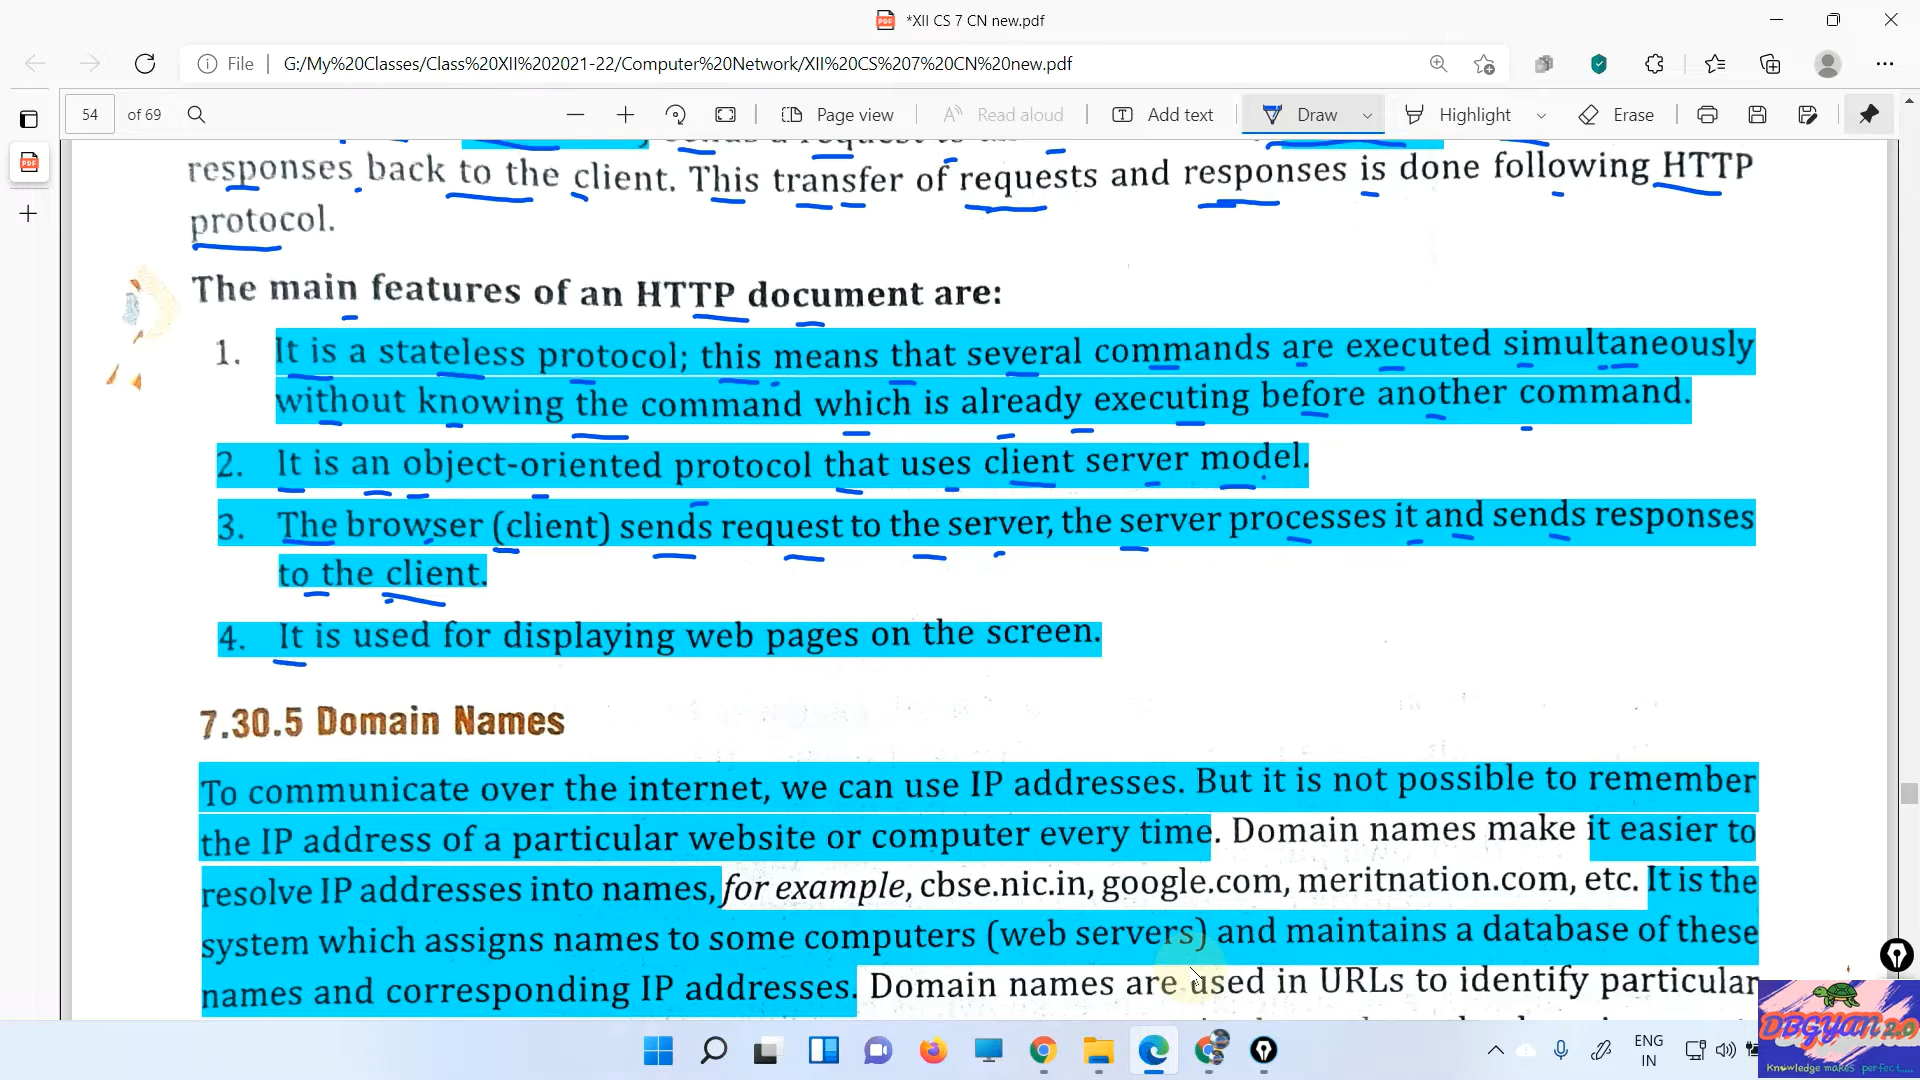 *XII CS 7 CN new.pdf
File
G:/My%20Classes/Class%20XII%202021-22/Computer%20Network/XII%20CS%207%20CN%20new.pdf
54 of 69
Page view
Read aloud
Add text
Draw
Highlight
Erase
responses back to the client. This transfer of requests and responses is done following HTTP
protocol.
The main features of an HTTP document are:
1. It is a stateless protocol; this means that several commands are executed simultaneously
without knowing the command which is already executing before another command.
2. It is an object-oriented protocol that uses client server model.
3. The browser (client) sends request to the server, the server processes it and sends responses
to the client.
4. It is used for displaying web pages on the screen.
7.30.5 Domain Names
To communicate over the internet, we can use IP addresses. But it is not possible to remember
the IP address of a particular website or computer every time. Domain names make it easier to
resolve IP addresses into names, for example, cbse.nic.in, google.com, meritnation.com, etc. It is the
system which assigns names to some computers (web servers) and maintains a database of these
names and corresponding IP addresses. Domain names are used in URLs to identify particular
ENG
IN
DBGyan 2.0
Knowledge makes perfect....